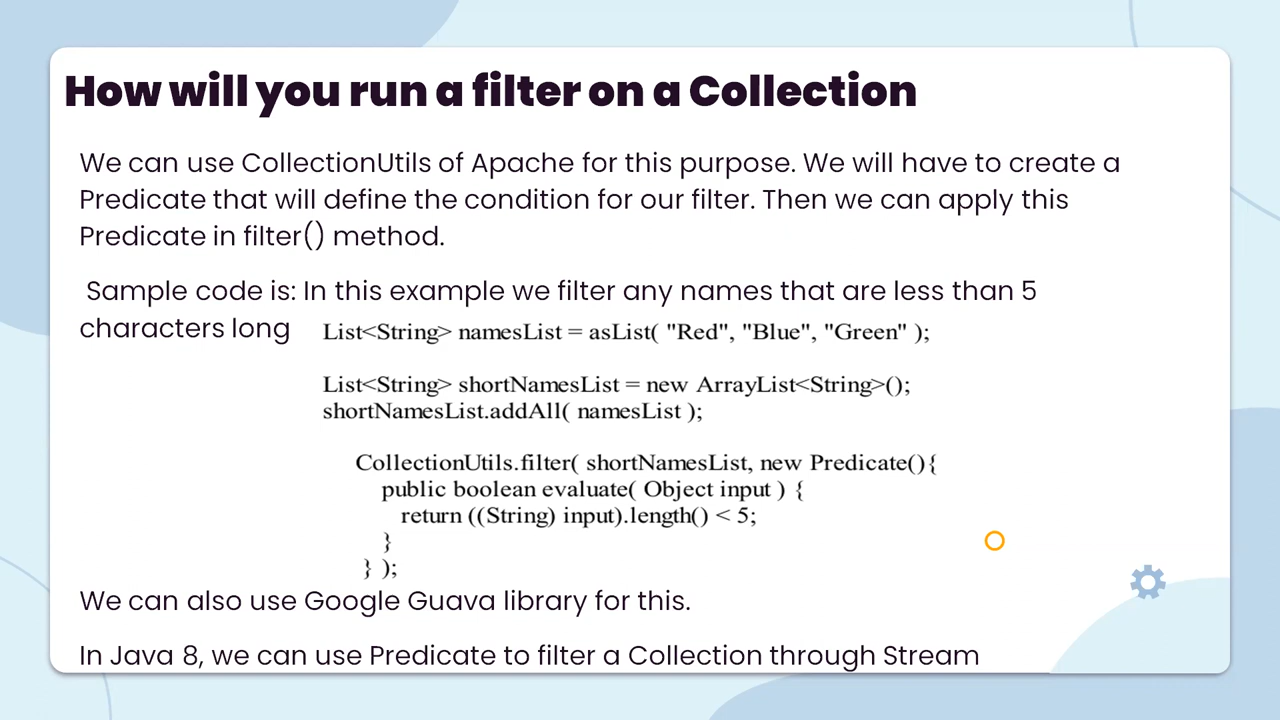 How will you run a filter on a Collection
We can use CollectionUtils of Apache for this purpose. We will have to create a
Predicate that will define the condition for our filter. Then we can apply this
Predicate in filter() method.
Sample code is: In this example we filter any names that are less than 5
characters long
List<String> namesList = asList( "Red", "Blue", "Green" );
List<String> shortNamesList = new ArrayList<String>();
shortNamesList.addAll( namesList );
CollectionUtils.filter( shortNamesList, new Predicate(){
public boolean evaluate( Object input ) {
return ((String) input).length() < 5;
}
} );
We can also use Google Guava library for this.
In Java 8, we can use Predicate to filter a Collection through Stream